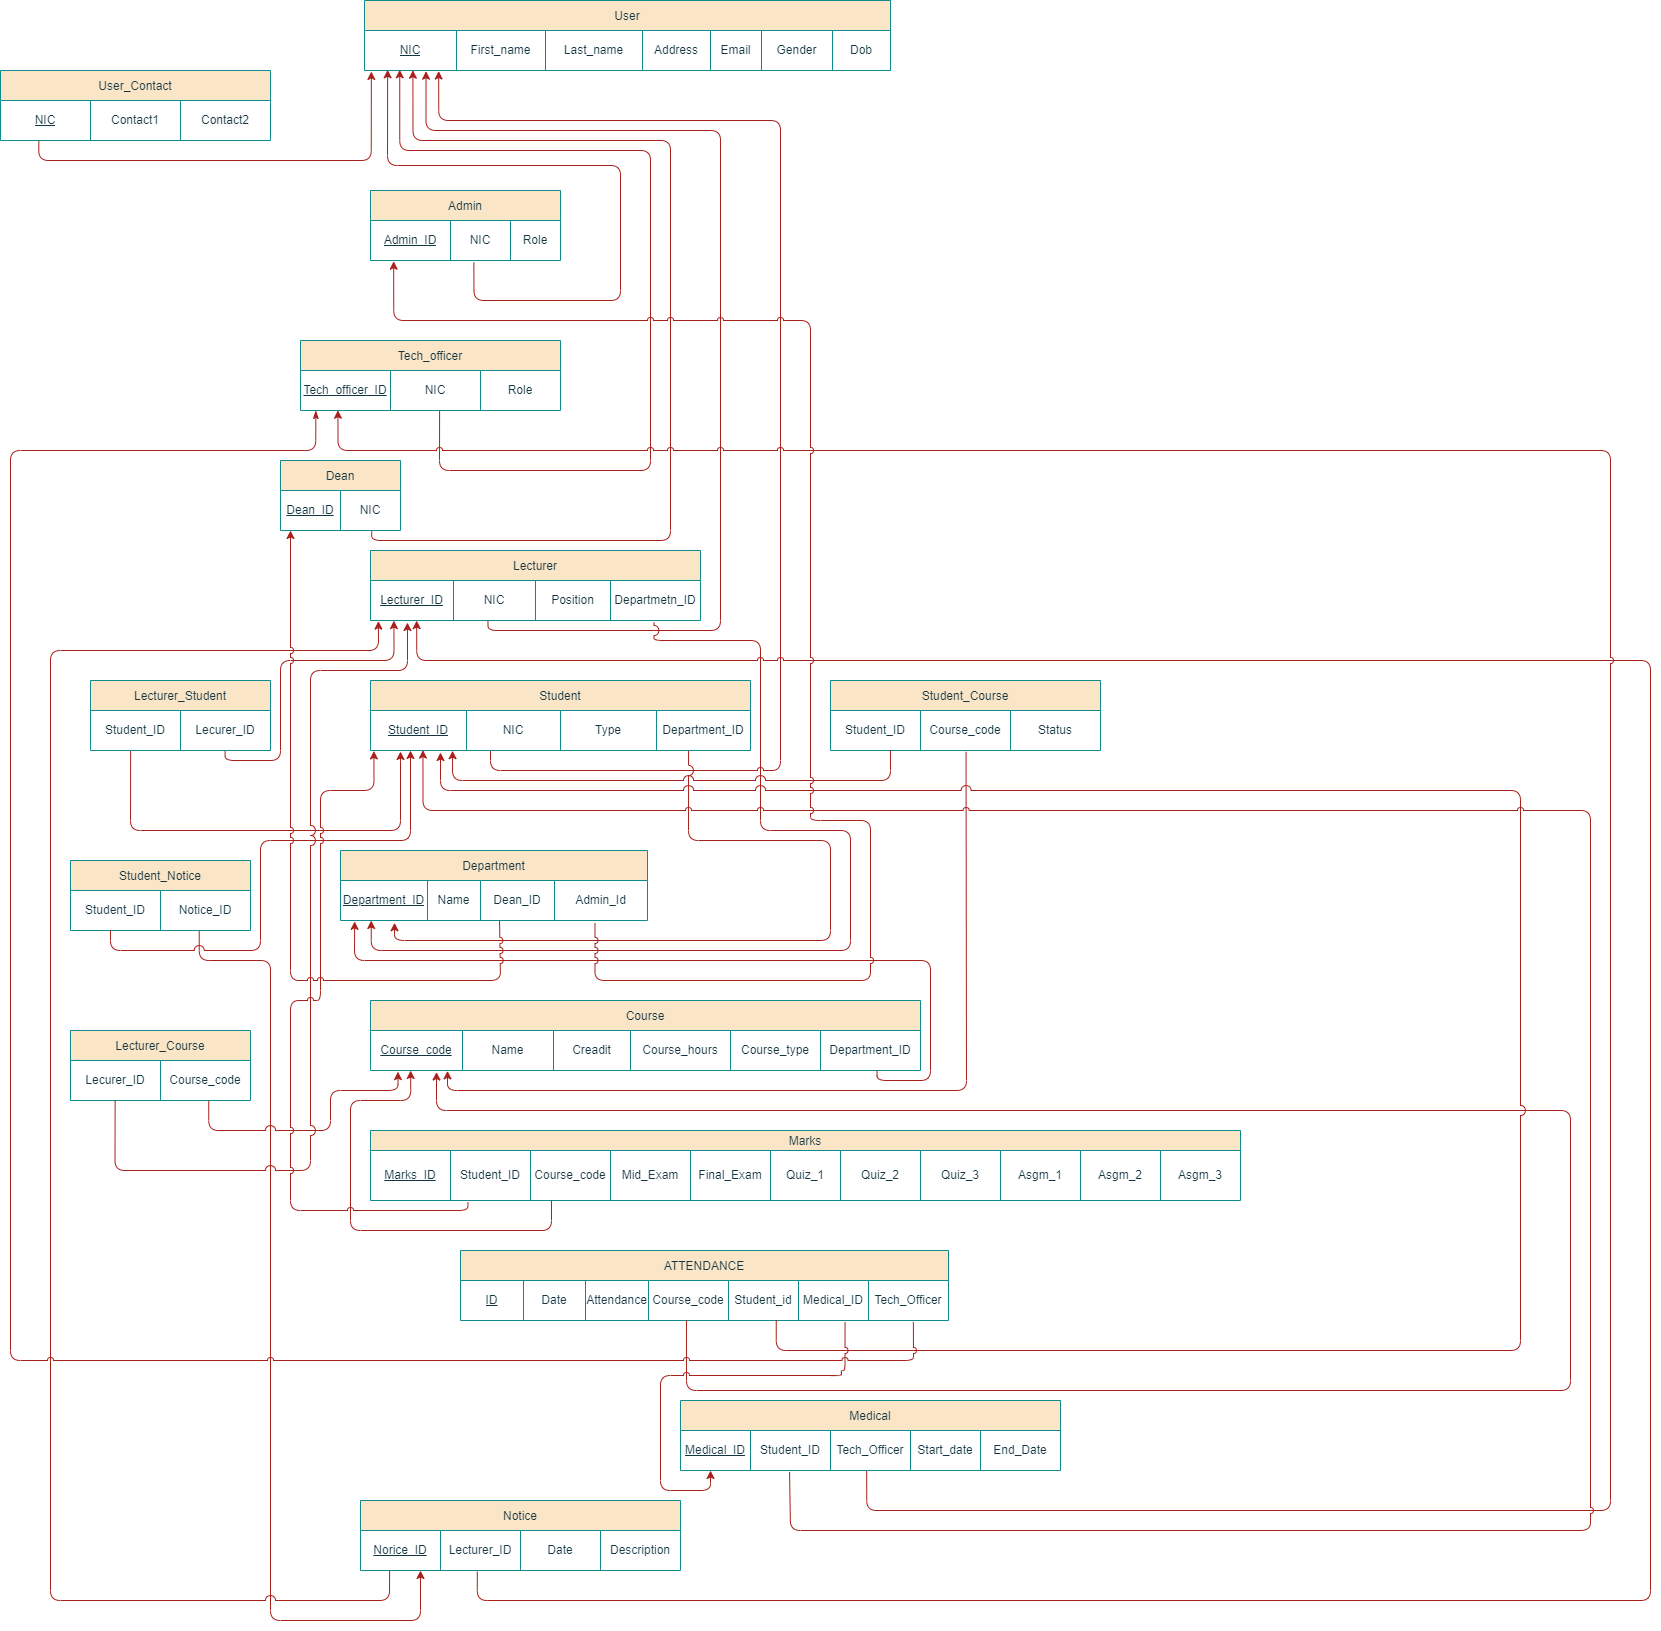 User
NIC First_name Last_name Address Email Gender Dob
User_Contact
NIC Contact1 Contact2
Admin
Admin_ID NIC Role
Tech_officer
Tech_officer_ID NIC Role
Dean
Dean_ID NIC
Lecturer
Lecturer_ID NIC Position Departmetn_ID
Lecturer_Student
Student_ID Lecurer_ID
Student
Student_ID NIC Type Department_ID
Student_Course
Student_ID Course_code Status
Department
Department_ID Name Dean_ID Admin_Id
Student_Notice
Student_ID Notice_ID
Course
Course_code Name Creadit Course_hours Course_type Department_ID
Lecturer_Course
Lecurer_ID Course_code
Marks
Marks_ID Student_ID Course_code Mid_Exam Final_Exam Quiz_1 Quiz_2 Quiz_3 Asgm_1 Asgm_2 Asgm_3
ATTENDANCE
ID Date Attendance Course_code Student_id Medical_ID Tech_Officer
Medical
Medical_ID Student_ID Tech_Officer Start_date End_Date
Notice
Norice_ID Lecturer_ID Date Description